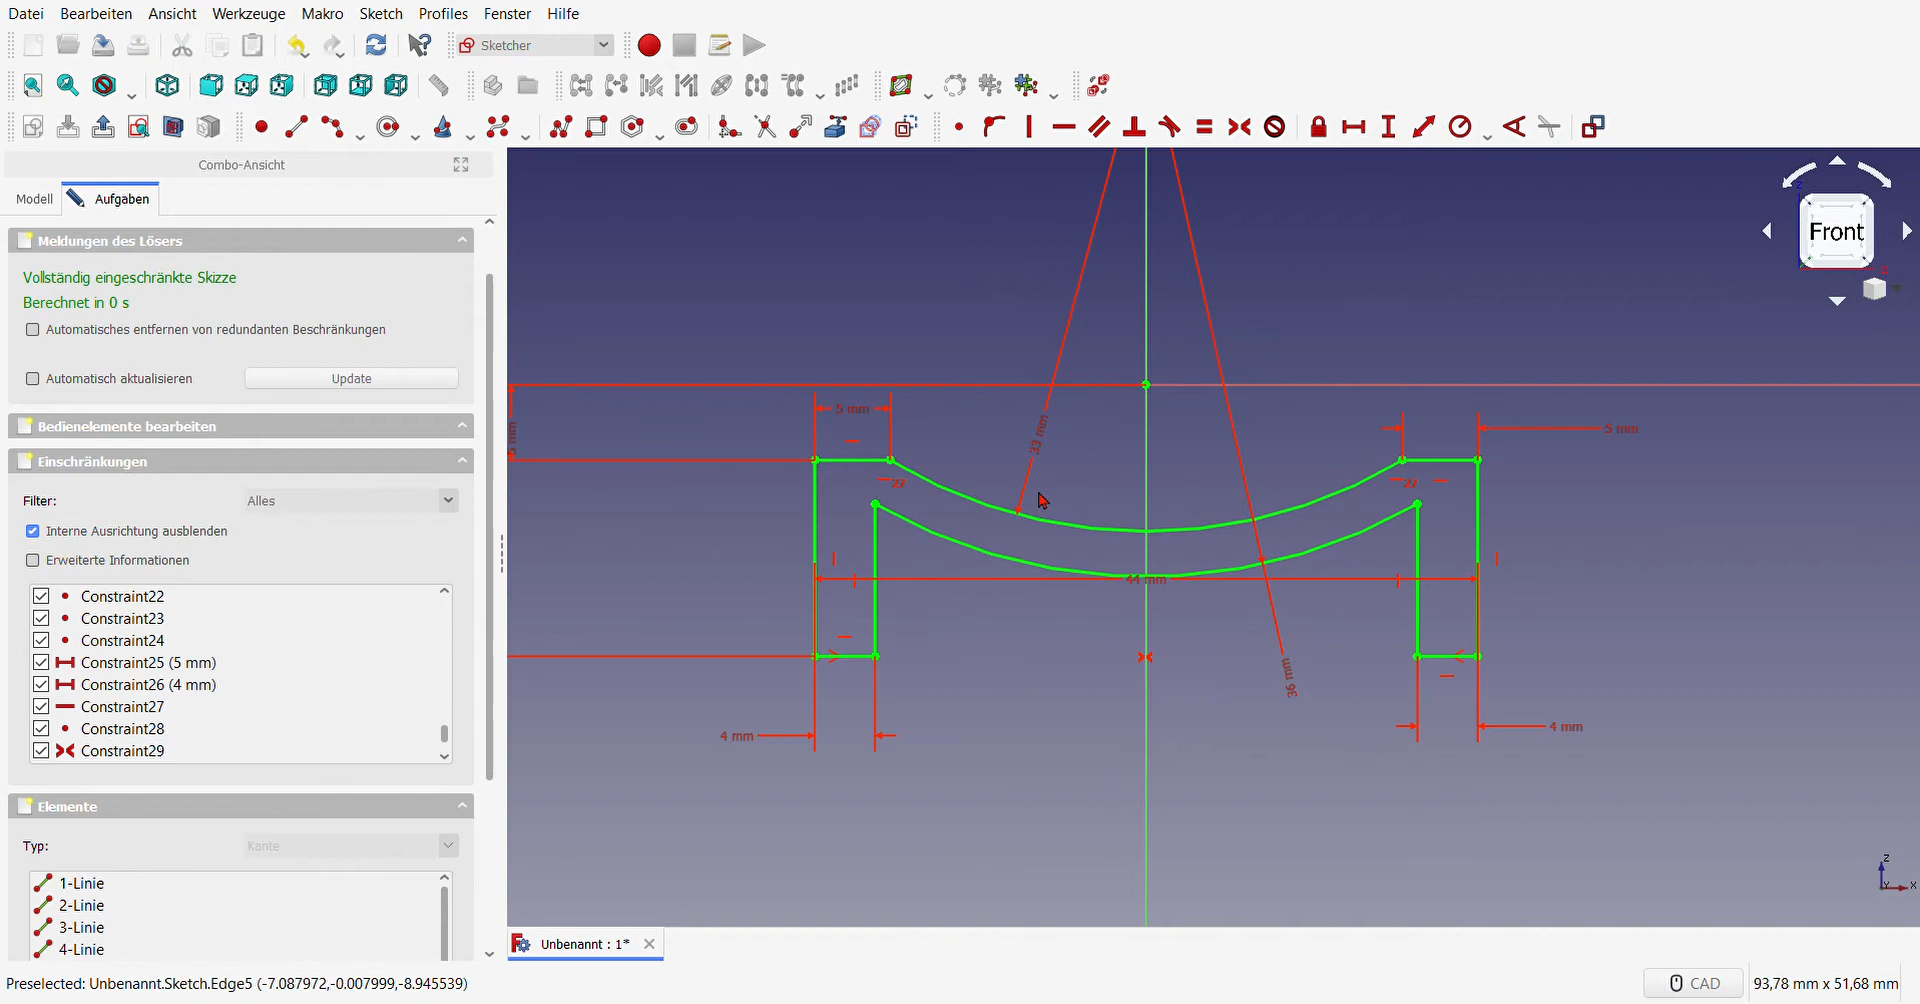 Datei Bearbeiten Ansicht Werkzeuge Makro Sketch Profiles Fenster Hilfe
Sketcher
Combo-Ansicht
Modell Aufgaben
Meldungen des Lösers
Vollständig eingeschränkte Skizze
Berechnet in 0 s
Automatisches entfernen von redundanten Beschränkungen
Automatisch aktualisieren Update
Bedienelemente bearbeiten
Einschränkungen
Filter: Alles
Interne Ausrichtung ausblenden
Erweiterte Informationen
Constraint22
Constraint23
Constraint24
Constraint25 (5 mm)
Constraint26 (4 mm)
Constraint27
Constraint28
Constraint29
Elemente
Typ: Kante
1-Linie
2-Linie
3-Linie
4-Linie
Front
5 mm
33 mm
5 mm
22
22
44 mm
36 mm
4 mm
4 mm
z
x
Unbenannt : 1*
Preselected: Unbenannt.Sketch.Edge5 (-7.087972,-0.007999,-8.945539)
CAD 93,78 mm x 51,68 mm